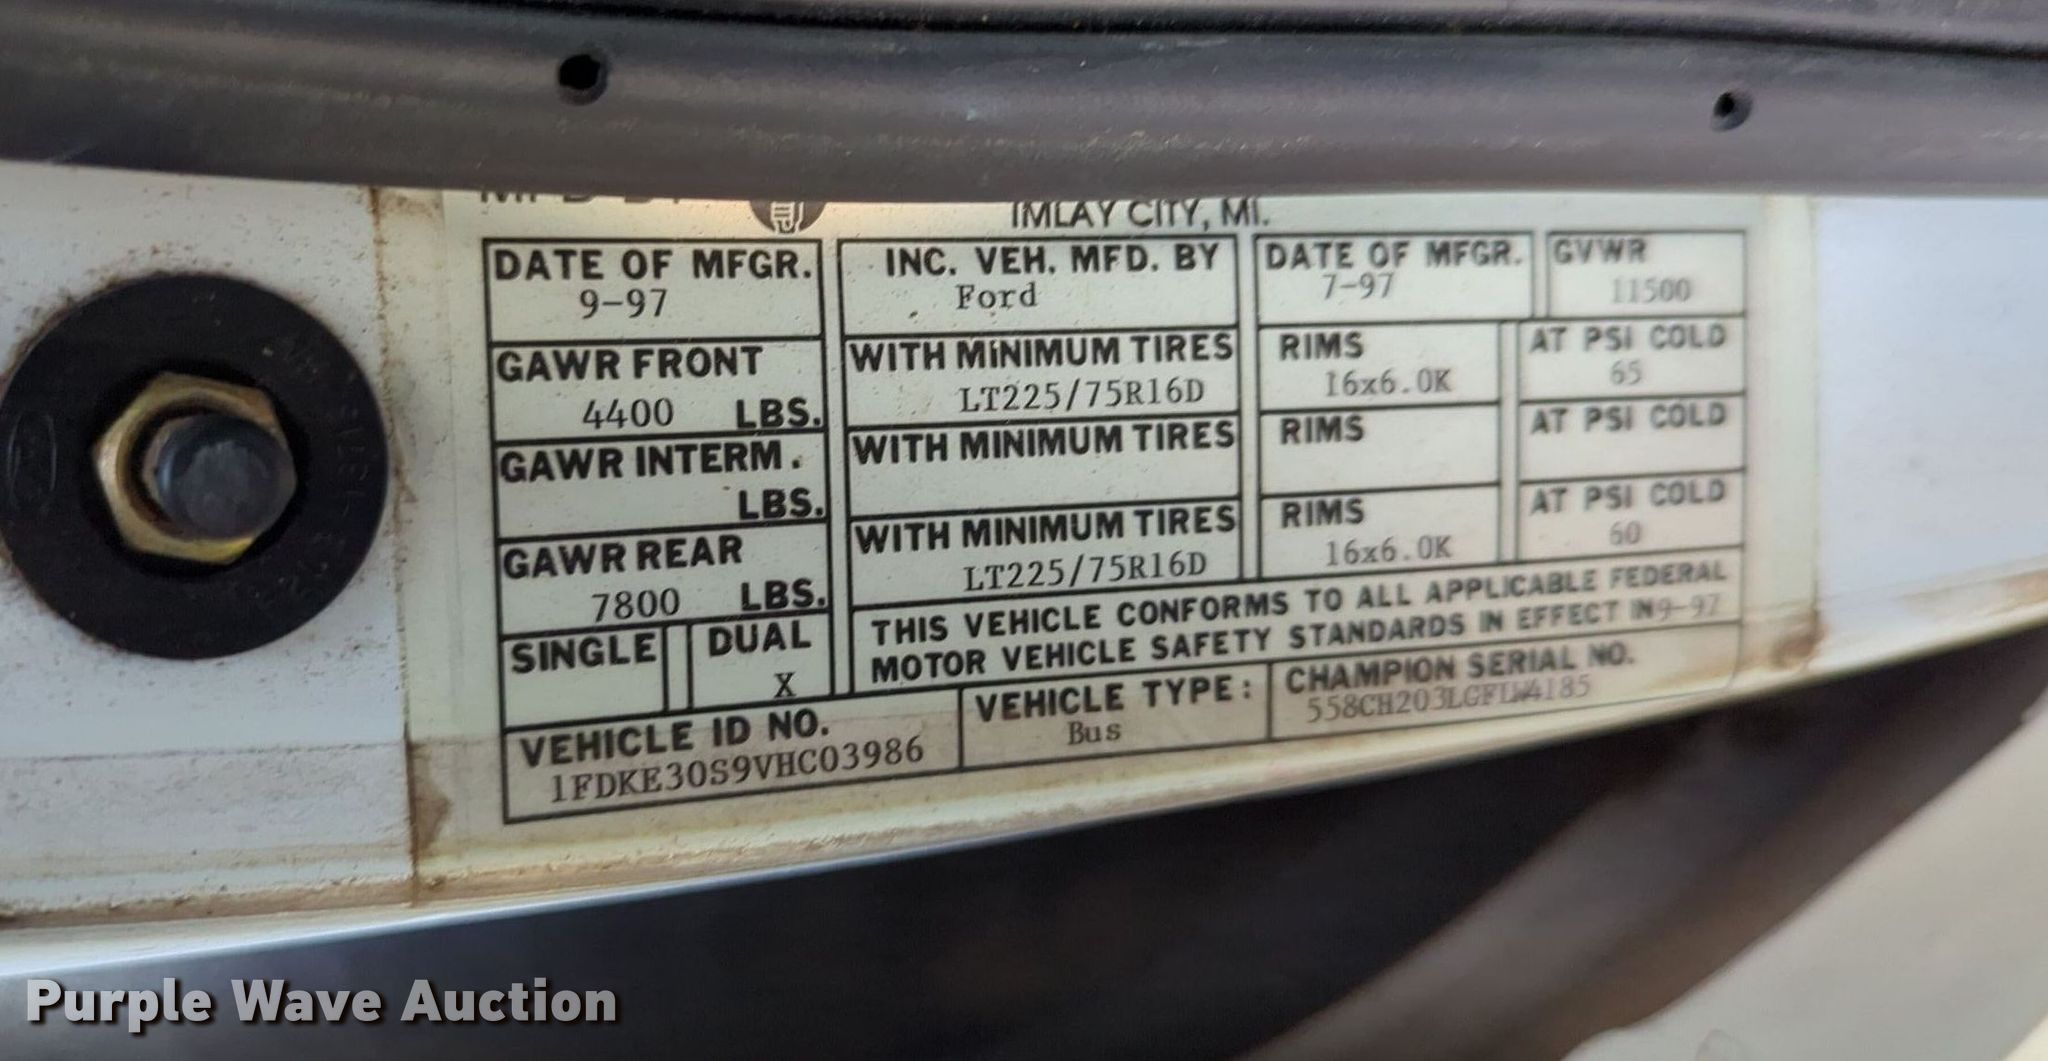 IMLAY CITY, MI.
DATE OF MFGR. INC. VEH. MFD. BY DATE OF MFGR. GVWR
9-97 Ford 7-97 11500
GAWR FRONT WITH MINIMUM TIRES RIMS AT PSI COLD
4400 LBS. LT225/75R16D 16x6.0K 65
GAWR INTERM. WITH MINIMUM TIRES RIMS AT PSI COLD
LBS.
GAWR REAR WITH MINIMUM TIRES RIMS AT PSI COLD
7800 LBS. LT225/75R16D 16x6.0K 60
SINGLE DUAL THIS VEHICLE CONFORMS TO ALL APPLICABLE FEDERAL
X MOTOR VEHICLE SAFETY STANDARDS IN EFFECT IN 9-97
VEHICLE ID NO. VEHICLE TYPE: CHAMPION SERIAL NO.
1FDKE30S9VHC03986 Bus 558CH203LGFLW4185
Purple Wave Auction